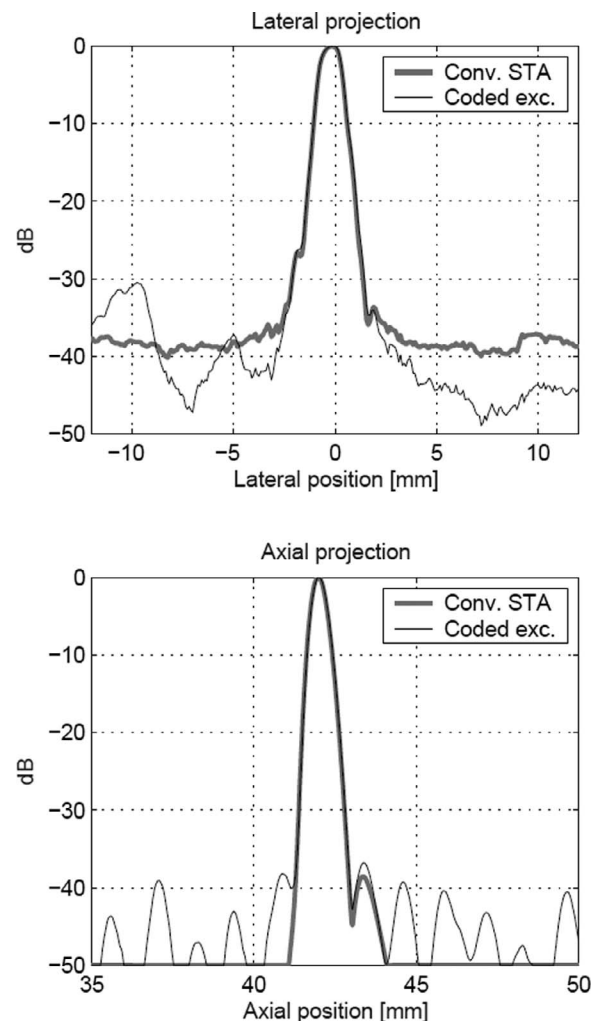 Lateral projection
0
−10
−20
−30
−40
−50
dB
Conv. STA
Coded exc.
−10 −5 0 5 10
Lateral position [mm]
Axial projection
0
−10
−20
−30
−40
−50
dB
Conv. STA
Coded exc.
35 40 45 50
Axial position [mm]